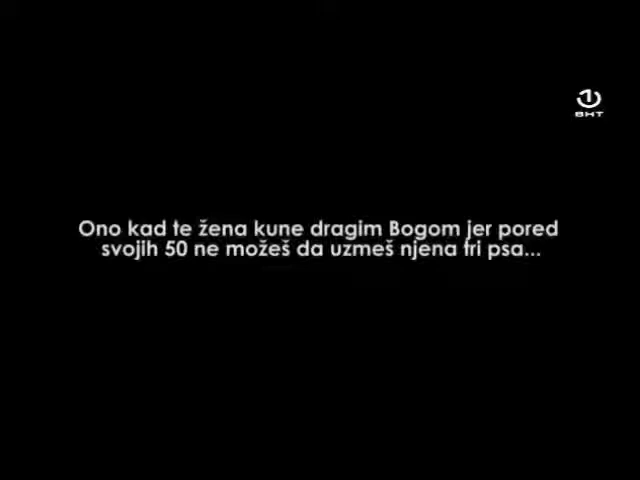 BHT
Ono kad te žena kune dragim Bogom jer pored
svojih 50 ne možeš da uzmeš njena tri psa...